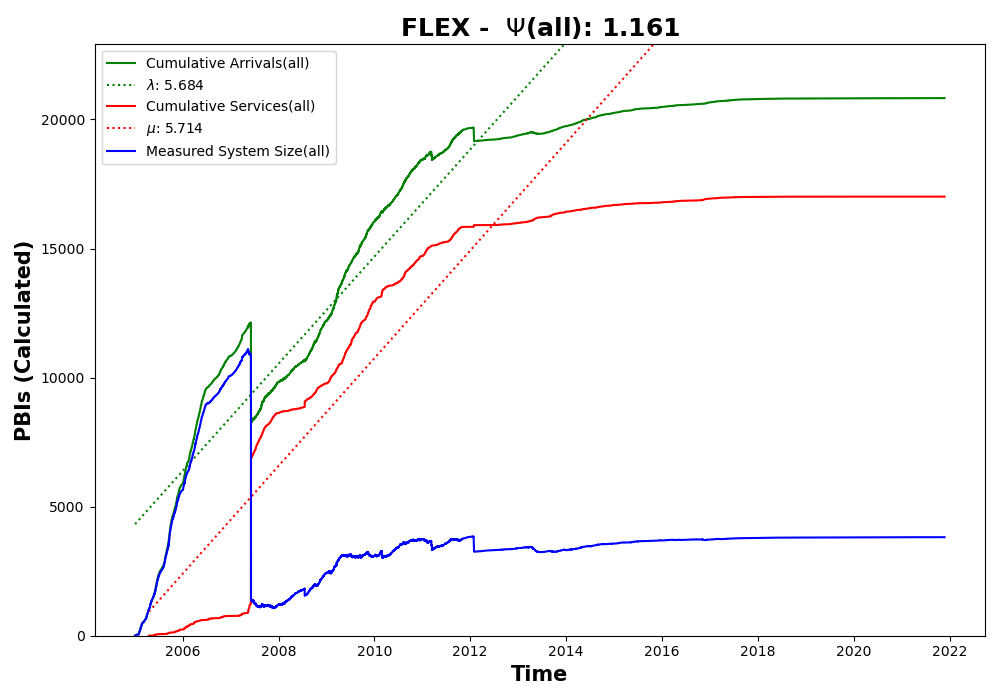 FLEX - Ψ(all): 1.161
Cumulative Arrivals(all)
λ: 5.684
Cumulative Services(all)
μ: 5.714
Measured System Size(all)
PBIs (Calculated)
20000
15000
10000
5000
0
2006 2008 2010 2012 2014 2016 2018 2020 2022
Time